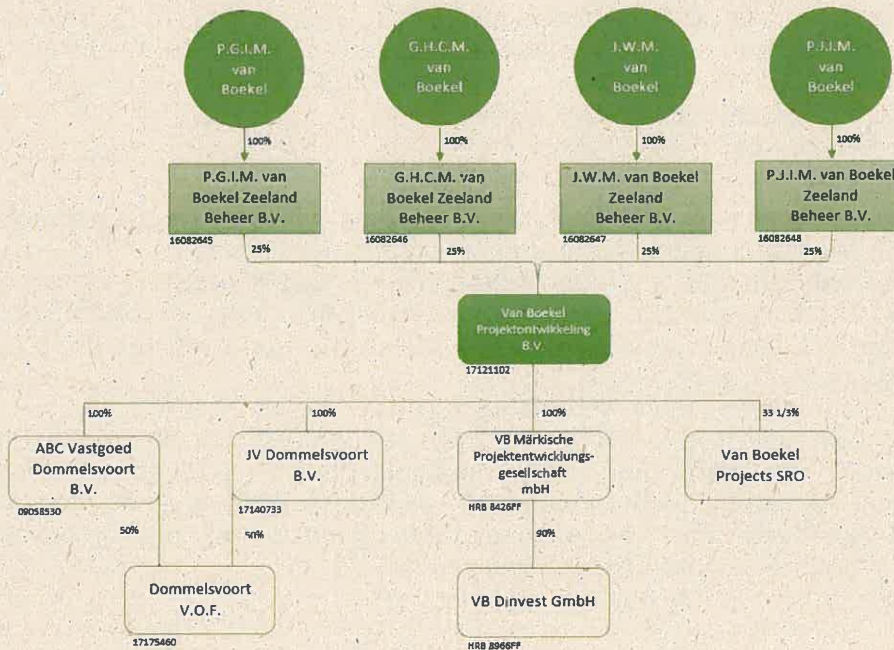 P.G.I.M.
van
Boekel
G.H.C.M.
van
Boekel
J.W.M.
van
Boekel
P.J.I.M.
van
Boekel
100%
100%
100%
100%
P.G.I.M. van
Boekel Zeeland
Beheer B.V.
G.H.C.M. van
Boekel Zeeland
Beheer B.V.
J.W.M. van Boekel
Zeeland
Beheer B.V.
P.J.I.M. van Boekel
Zeeland
Beheer B.V.
16082645
25%
16082646
25%
16082647
25%
16082648
25%
Van Boekel
Projektontwikkeling
B.V.
17121102
100%
100%
100%
33 1/3%
ABC Vastgoed
Dommelsvoort
B.V.
JV Dommelsvoort
B.V.
VB Märkische
Projektentwicklungs-
gesellschaft
mbH
Van Boekel
Projects SRO
09058530
17140733
HRB 8426FF
50%
50%
90%
Dommelsvoort
V.O.F.
VB Dinvest GmbH
17175460
HRB 8966FF